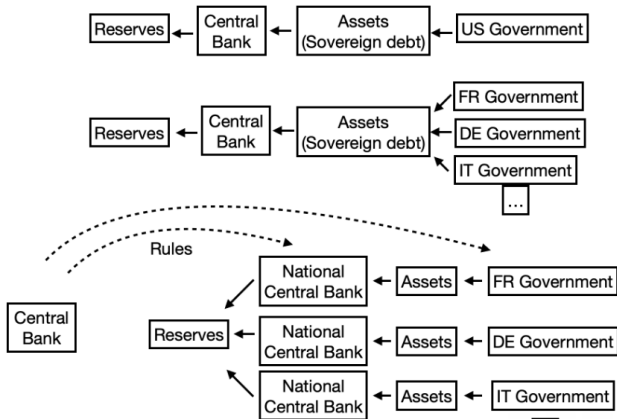 Reserves
Central
Bank
Assets
(Sovereign debt)
US Government
FR Government
Reserves
Central
Bank
Assets
(Sovereign debt)
DE Government
IT Government
...
Rules
National
Central Bank
Assets
FR Government
Central
Bank
Reserves
National
Central Bank
Assets
DE Government
National
Central Bank
Assets
IT Government